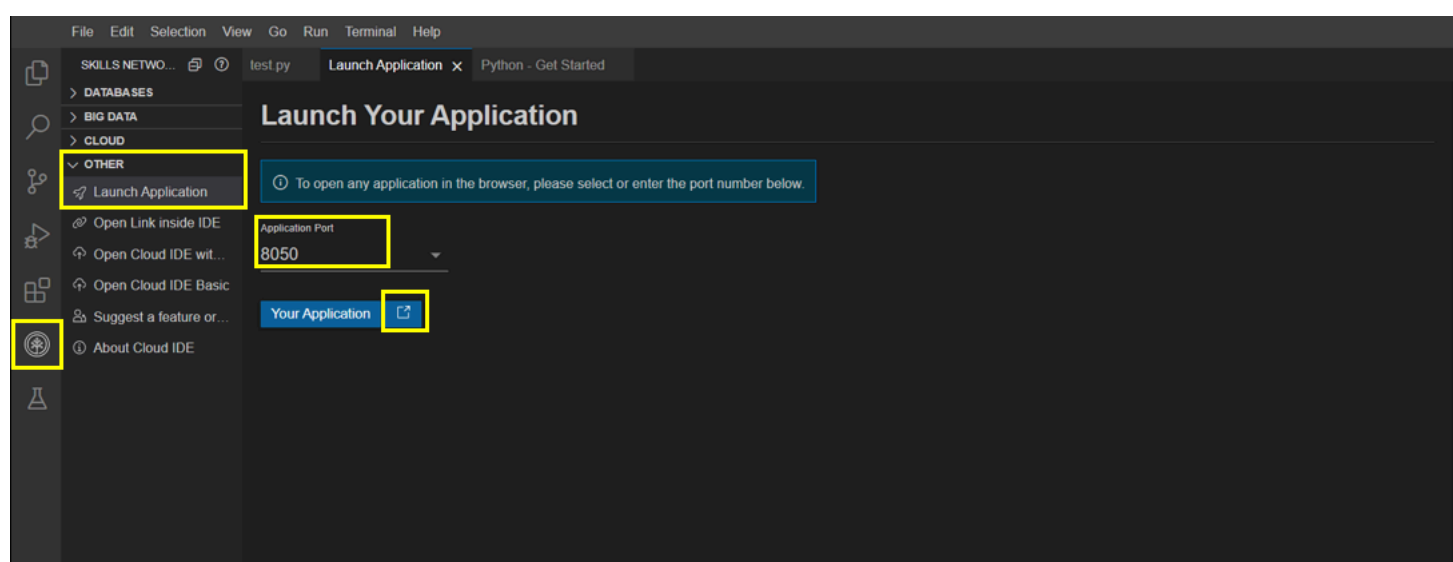 File Edit Selection View Go Run Terminal Help
SKILLS NETWO...
test.py Launch Application Python - Get Started
DATABASES
BIG DATA
CLOUD
OTHER
Launch Application
Open Link inside IDE
Open Cloud IDE wit...
Open Cloud IDE Basic
Suggest a feature or...
About Cloud IDE
Launch Your Application
To open any application in the browser, please select or enter the port number below.
Application Port
8050
Your Application